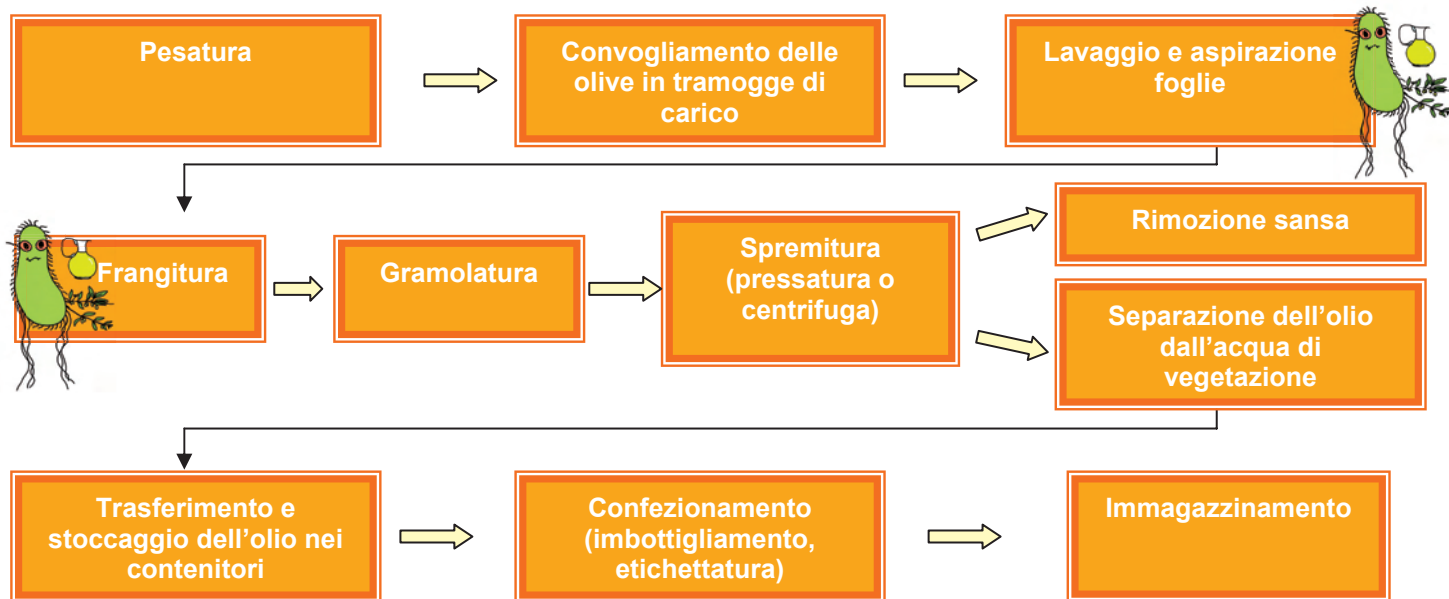 Pesatura
Convogliamento delle
olive in tramogge di
carico
Lavaggio e aspirazione
foglie
Frangitura
Gramolatura
Spremitura
(pressatura o
centrifuga)
Rimozione sansa
Separazione dell’olio
dall’acqua di
vegetazione
Trasferimento e
stoccaggio dell’olio nei
contenitori
Confezionamento
(imbottigliamento,
etichettatura)
Immagazzinamento